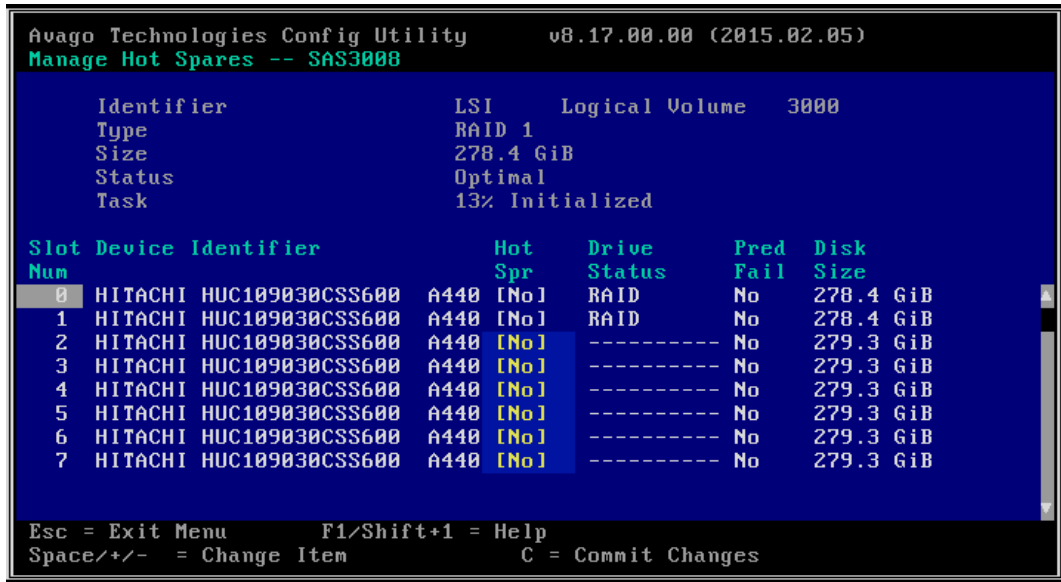 Avago Technologies Config Utility v8.17.00.00 (2015.02.05)
Manage Hot Spares -- SAS3008
Identifier LSI Logical Volume 3000
Type RAID 1
Size 278.4 GiB
Status Optimal
Task 13% Initialized
Slot Device Identifier Hot Drive Pred Disk
Num Spr Status Fail Size
0 HITACHI HUC109030CSS600 A440 [No] RAID No 278.4 GiB
1 HITACHI HUC109030CSS600 A440 [No] RAID No 278.4 GiB
2 HITACHI HUC109030CSS600 A440 [No] ---------- No 279.3 GiB
3 HITACHI HUC109030CSS600 A440 [No] ---------- No 279.3 GiB
4 HITACHI HUC109030CSS600 A440 [No] ---------- No 279.3 GiB
5 HITACHI HUC109030CSS600 A440 [No] ---------- No 279.3 GiB
6 HITACHI HUC109030CSS600 A440 [No] ---------- No 279.3 GiB
7 HITACHI HUC109030CSS600 A440 [No] ---------- No 279.3 GiB
Esc = Exit Menu F1/Shift+1 = Help
Space/+/- = Change Item C = Commit Changes